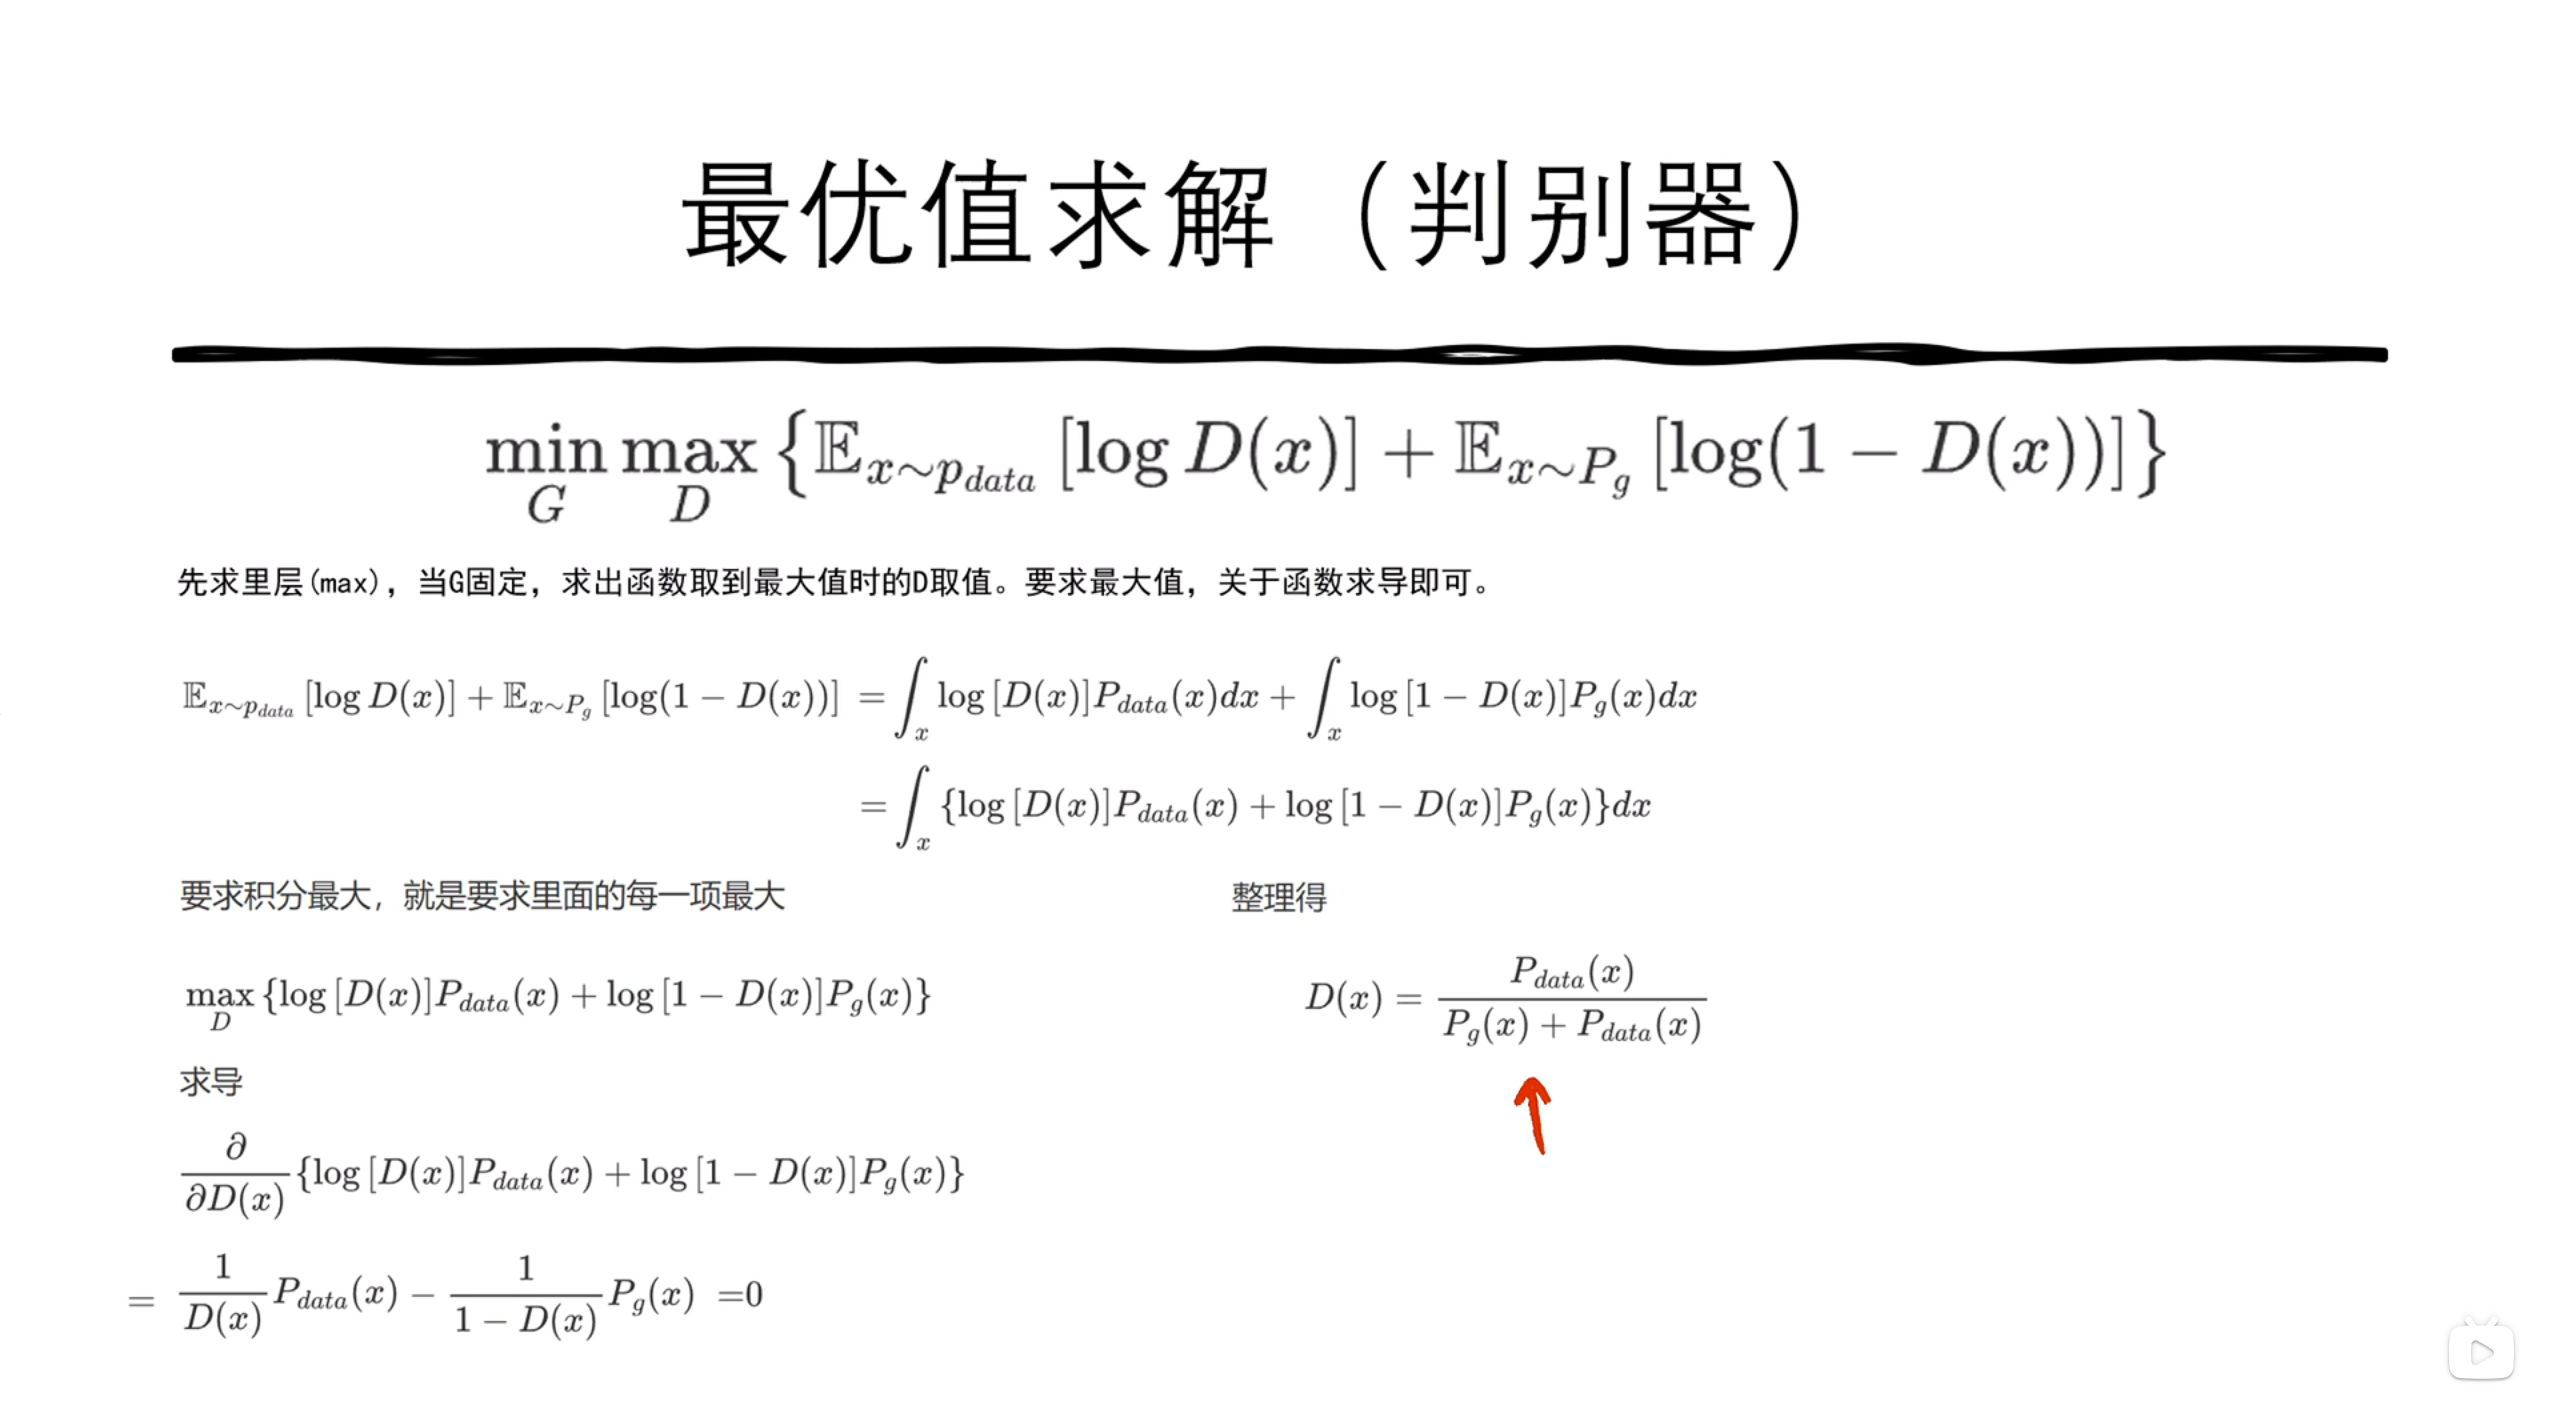 最优值求解（判别器）
\min_G \max_D \{\mathbb{E}_{x \sim p_{data}} [\log D(x)] + \mathbb{E}_{x \sim P_g} [\log(1 - D(x))]\}
先求里层(max)，当G固定，求出函数取到最大值时的D取值。要求最大值，关于函数求导即可。
\mathbb{E}_{x \sim p_{data}} [\log D(x)] + \mathbb{E}_{x \sim P_g} [\log(1 - D(x))] = \int_x \log [D(x)]P_{data}(x)dx + \int_x \log [1 - D(x)]P_g(x)dx
= \int_x \{\log [D(x)]P_{data}(x) + \log [1 - D(x)]P_g(x)\}dx
要求积分最大，就是要求里面的每一项最大
\max_D \{\log [D(x)]P_{data}(x) + \log [1 - D(x)]P_g(x)\}
求导
\frac{\partial}{\partial D(x)} \{\log [D(x)]P_{data}(x) + \log [1 - D(x)]P_g(x)\}
= \frac{1}{D(x)} P_{data}(x) - \frac{1}{1 - D(x)} P_g(x) =0
整理得
D(x) = \frac{P_{data}(x)}{P_g(x) + P_{data}(x)}